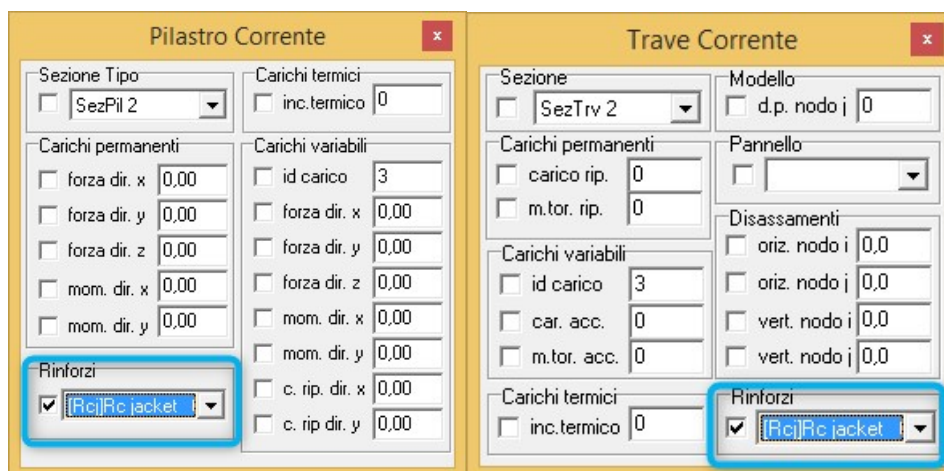 Pilastro Corrente
x
Sezione Tipo
SezPil 2
Carichi permanenti
forza dir. x 0,00
forza dir. y 0,00
forza dir. z 0,00
mom. dir. x 0,00
mom. dir. y 0,00
Rinforzi
[Rcj]Rc jacket
Carichi termici
inc.termico 0
Carichi variabili
id carico 3
forza dir. x 0,00
forza dir. y 0,00
forza dir. z 0,00
mom. dir. x 0,00
mom. dir. y 0,00
c. rip. dir. x 0,00
c. rip dir. y 0,00
Trave Corrente
x
Sezione
SezTrv 2
Carichi permanenti
carico rip. 0
m.tor. rip. 0
Carichi variabili
id carico 3
car. acc. 0
m.tor. acc. 0
Carichi termici
inc.termico 0
Modello
d.p. nodo j 0
Pannello
Disassamenti
oriz. nodo i 0,0
oriz. nodo j 0,0
vert. nodo i 0,0
vert. nodo j 0,0
Rinforzi
[Rcj]Rc jacket